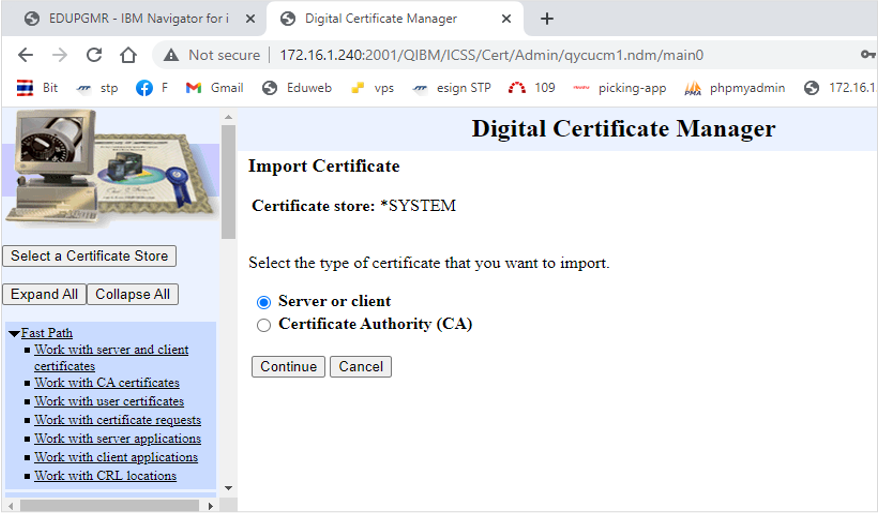 EDUPGMR - IBM Navigator for i
Digital Certificate Manager
Not secure
172.16.1.240:2001/QIBM/ICSS/Cert/Admin/qycucm1.ndm/main0
Bit
stp
F
Gmail
Eduweb
vps
esign STP
109
picking-app
PMA
phpmyadmin
172.16.1.
Digital Certificate Manager
Import Certificate
Certificate store: *SYSTEM
Select a Certificate Store
Select the type of certificate that you want to import.
Expand All
Collapse All
Server or client
Certificate Authority (CA)
Continue
Cancel
Fast Path
Work with server and client
certificates
Work with CA certificates
Work with user certificates
Work with certificate requests
Work with server applications
Work with client applications
Work with CRL locations